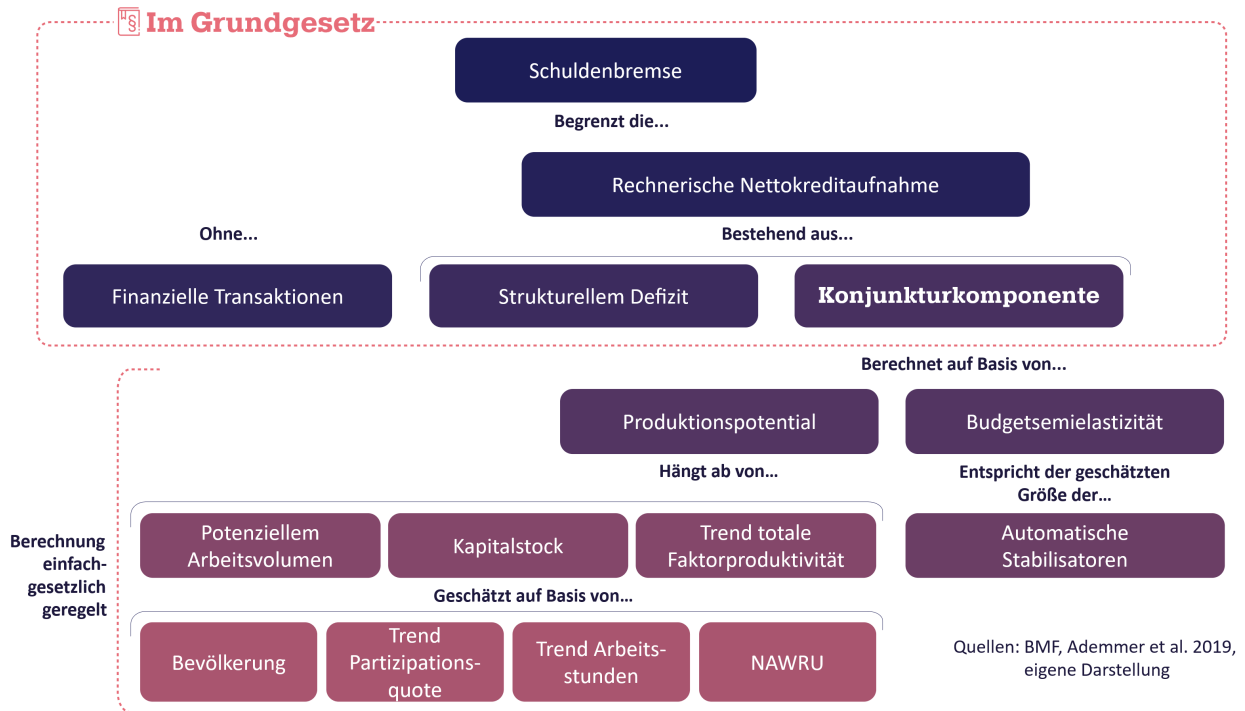 § Im Grundgesetz
Schuldenbremse
Begrenzt die...
Rechnerische Nettokreditaufnahme
Ohne...
Bestehend aus...
Finanzielle Transaktionen
Strukturellem Defizit
Konjunkturkomponente
Berechnet auf Basis von...
Produktionspotential
Budgetsemielastizität
Hängt ab von...
Entspricht der geschätzten
Größe der...
Berechnung
einfach-
gesetzlich
geregelt
Potenziellem
Arbeitsvolumen
Kapitalstock
Trend totale
Faktorproduktivität
Automatische
Stabilisatoren
Geschätzt auf Basis von...
Bevölkerung
Trend
Partizipations-
quote
Trend Arbeits-
stunden
NAWRU
Quellen: BMF, Ademmer et al. 2019,
eigene Darstellung